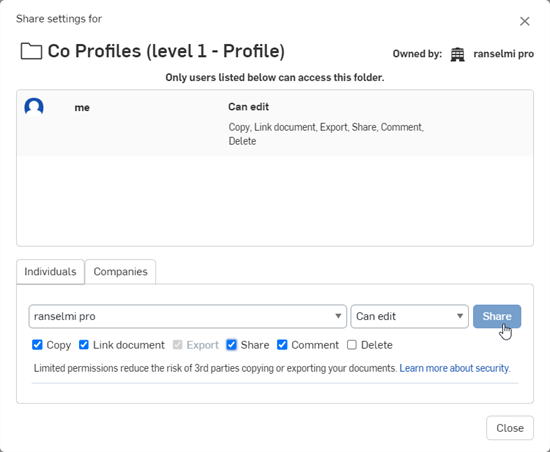 Share settings for
Co Profiles (level 1 - Profile)
Owned by: ranselmi pro
Only users listed below can access this folder.
me Can edit
Copy, Link document, Export, Share, Comment,
Delete
Individuals Companies
ranselmi pro Can edit Share
Copy Link document Export Share Comment Delete
Limited permissions reduce the risk of 3rd parties copying or exporting your documents. Learn more about security.
Close